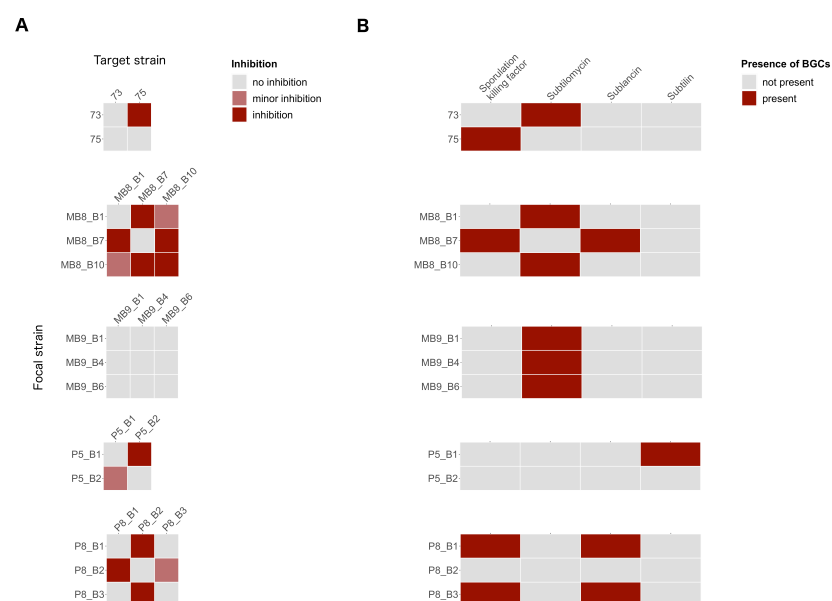 A
Target strain
73
75
73
75
Inhibition
no inhibition
minor inhibition
inhibition
MB8_B1
MB8_B7
MB8_B10
MB8_B1
MB8_B7
MB8_B10
MB9_B1
MB9_B4
MB9_B6
MB9_B1
MB9_B4
MB9_B6
Focal strain
P5_B1
P5_B2
P5_B1
P5_B2
P8_B1
P8_B2
P8_B3
P8_B1
P8_B2
P8_B3
B
Sporulation
killing factor
Subtilomycin
Sublancin
Subtilin
Presence of BGCs
not present
present
73
75
MB8_B1
MB8_B7
MB8_B10
MB9_B1
MB9_B4
MB9_B6
P5_B1
P5_B2
P8_B1
P8_B2
P8_B3